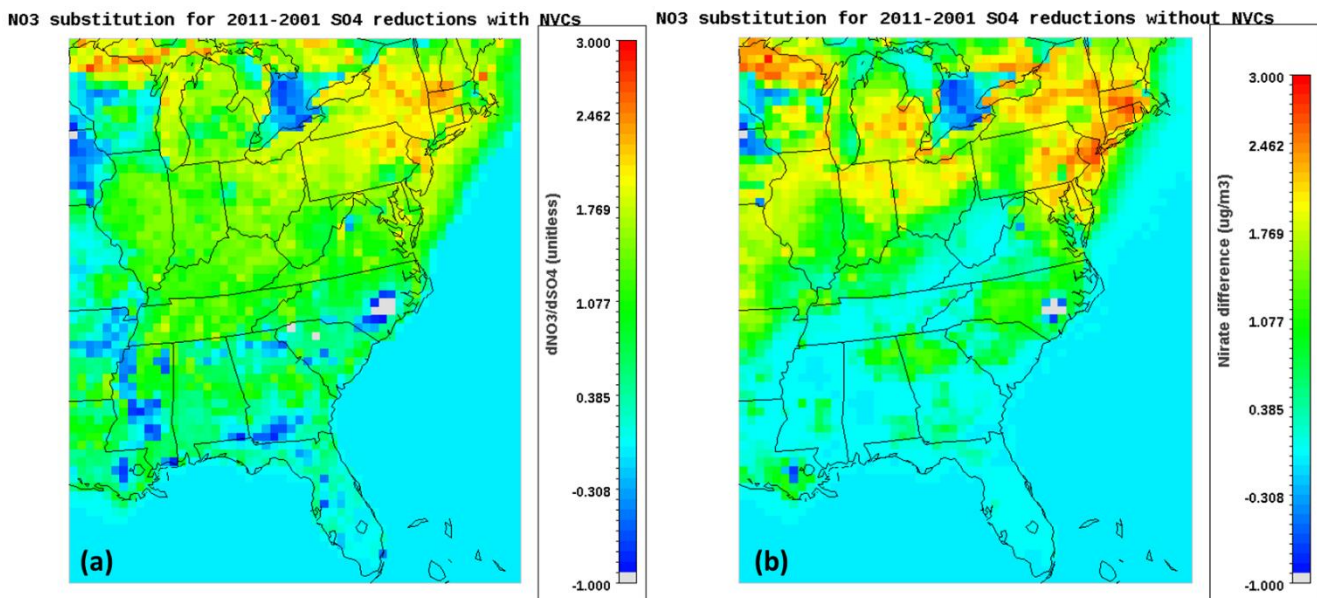 NO3 substitution for 2011-2001 SO4 reductions with NVCs
3.000
2.462
1.769
1.077
0.385
-0.308
-1.000
dNO3/dSO4 (unitless)
(a)
NO3 substitution for 2011-2001 SO4 reductions without NVCs
3.000
2.462
1.769
1.077
0.385
-0.308
-1.000
Nirate difference (ug/m3)
(b)